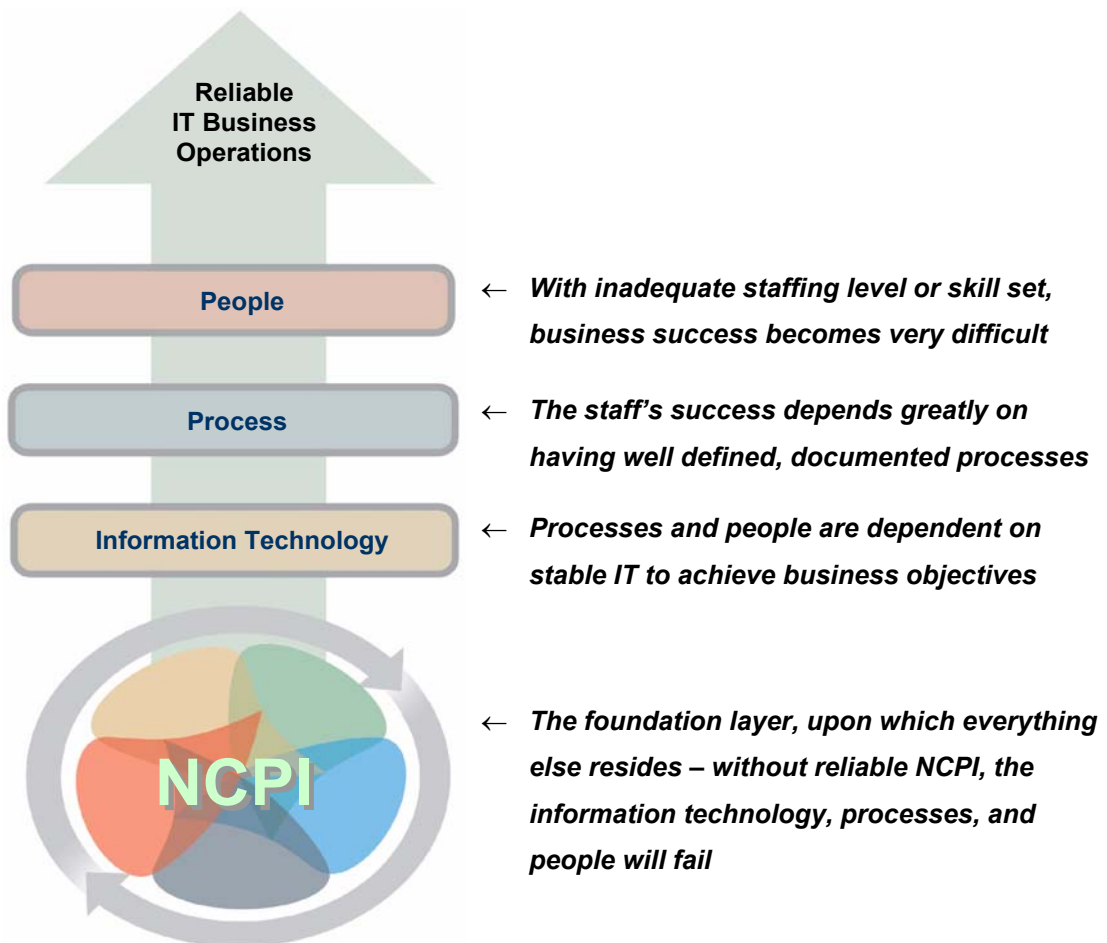 Reliable
IT Business
Operations
People
← With inadequate staffing level or skill set,
business success becomes very difficult
Process
← The staff’s success depends greatly on
having well defined, documented processes
Information Technology
← Processes and people are dependent on
stable IT to achieve business objectives
NCPI
← The foundation layer, upon which everything
else resides – without reliable NCPI, the
information technology, processes, and
people will fail